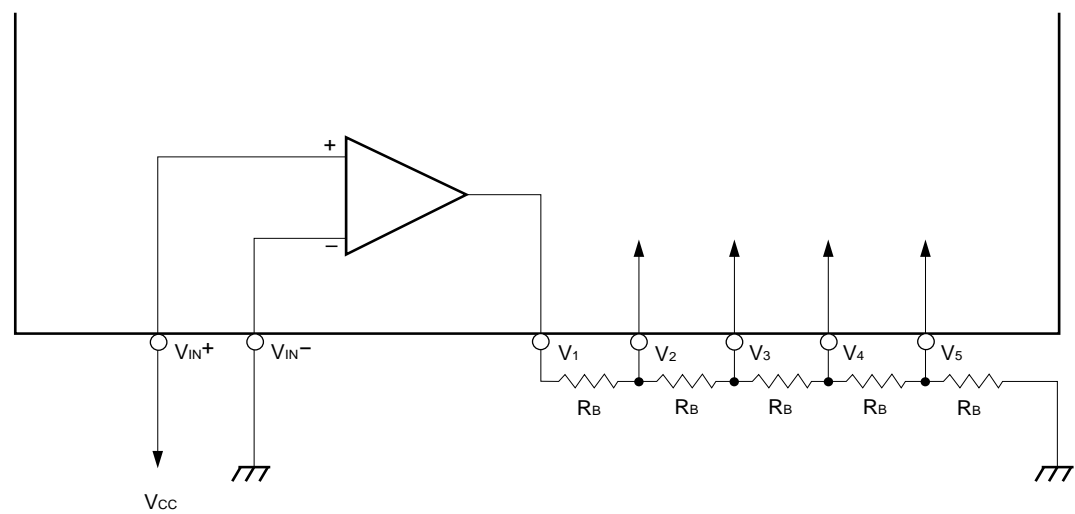 +
−
VIN+ VIN− V1 V2 V3 V4 V5
RB RB RB RB RB
VCC